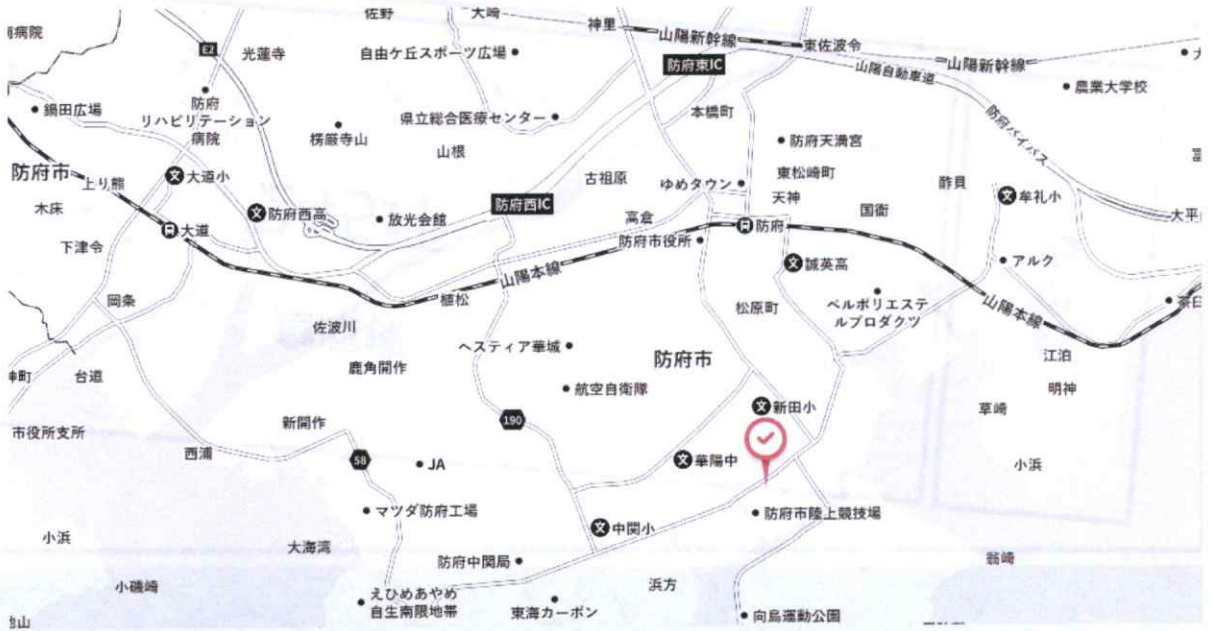 佐野
大崎
神里
山陽新幹線
東佐波令
病院
E2
光蓮寺
自由ケ丘スポーツ広場
防府東IC
山陽自動車道
山陽新幹線
農業大学校
鍋田広場
防府
リハビリテーション
病院
楞厳寺山
県立総合医療センター
山根
本橋町
防府バイパス
防府天満宮
防府市
上り熊
大道小
古祖原
ゆめタウン
東松崎町
天神
酢貝
牟礼小
木床
防府西高
放光会館
防府西IC
高倉
国衙
大平
下津令
大道
防府市役所
防府
誠英高
アルク
岡条
植松
山陽本線
松原町
ベルポリエステ
ルプロダクツ
山陽本線
茶臼
佐波川
ヘスティア華城
防府市
江泊
神町
台道
鹿角開作
航空自衛隊
明神
新田小
草崎
市役所支所
新開作
190
西浦
58
JA
華陽中
小浜
マツダ防府工場
防府市陸上競技場
小浜
大海湾
中関小
防府中関局
翁崎
小磯崎
えひめあやめ
自生南限地帯
東海カーボン
浜方
向島運動公園
山